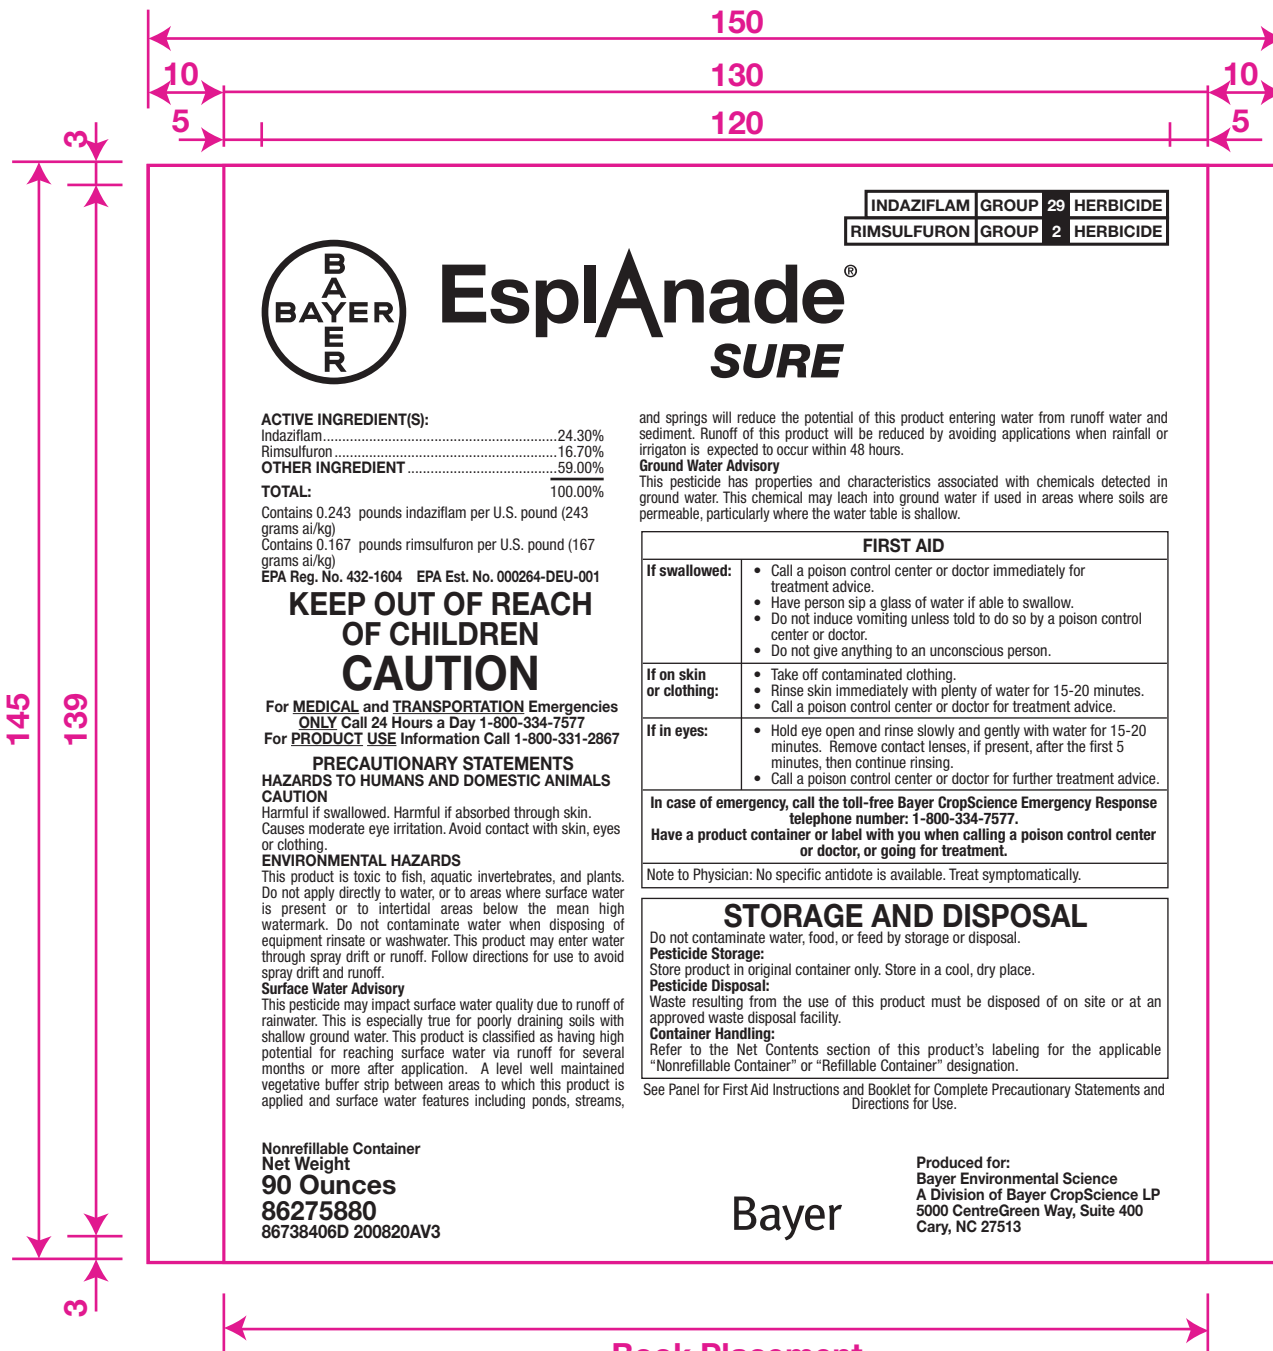 150
10
130
10
5
120
5
3
145
139
3
INDAZIFLAM GROUP 29 HERBICIDE
RIMSULFURON GROUP 2 HERBICIDE
BAYER
BAYER
EsplAnade®
SURE
ACTIVE INGREDIENT(S):
Indaziflam.............................................................24.30%
Rimsulfuron..........................................................16.70%
OTHER INGREDIENT.......................................59.00%
TOTAL: 100.00%
Contains 0.243 pounds indaziflam per U.S. pound (243
grams ai/kg)
Contains 0.167 pounds rimsulfuron per U.S. pound (167
grams ai/kg)
EPA Reg. No. 432-1604 EPA Est. No. 000264-DEU-001
KEEP OUT OF REACH
OF CHILDREN
CAUTION
For MEDICAL and TRANSPORTATION Emergencies
ONLY Call 24 Hours a Day 1-800-334-7577
For PRODUCT USE Information Call 1-800-331-2867
PRECAUTIONARY STATEMENTS
HAZARDS TO HUMANS AND DOMESTIC ANIMALS
CAUTION
Harmful if swallowed. Harmful if absorbed through skin.
Causes moderate eye irritation. Avoid contact with skin, eyes
or clothing.
ENVIRONMENTAL HAZARDS
This product is toxic to fish, aquatic invertebrates, and plants.
Do not apply directly to water, or to areas where surface water
is present or to intertidal areas below the mean high
watermark. Do not contaminate water when disposing of
equipment rinsate or washwater. This product may enter water
through spray drift or runoff. Follow directions for use to avoid
spray drift and runoff.
Surface Water Advisory
This pesticide may impact surface water quality due to runoff of
rainwater. This is especially true for poorly draining soils with
shallow ground water. This product is classified as having high
potential for reaching surface water via runoff for several
months or more after application. A level well maintained
vegetative buffer strip between areas to which this product is
applied and surface water features including ponds, streams,
and springs will reduce the potential of this product entering water from runoff water and
sediment. Runoff of this product will be reduced by avoiding applications when rainfall or
irrigaton is expected to occur within 48 hours.
Ground Water Advisory
This pesticide has properties and characteristics associated with chemicals detected in
ground water. This chemical may leach into ground water if used in areas where soils are
permeable, particularly where the water table is shallow.
FIRST AID
If swallowed:
• Call a poison control center or doctor immediately for
treatment advice.
• Have person sip a glass of water if able to swallow.
• Do not induce vomiting unless told to do so by a poison control
center or doctor.
• Do not give anything to an unconscious person.
If on skin
or clothing:
• Take off contaminated clothing.
• Rinse skin immediately with plenty of water for 15-20 minutes.
• Call a poison control center or doctor for treatment advice.
If in eyes:
• Hold eye open and rinse slowly and gently with water for 15-20
minutes. Remove contact lenses, if present, after the first 5
minutes, then continue rinsing.
• Call a poison control center or doctor for further treatment advice.
In case of emergency, call the toll-free Bayer CropScience Emergency Response
telephone number: 1-800-334-7577.
Have a product container or label with you when calling a poison control center
or doctor, or going for treatment.
Note to Physician: No specific antidote is available. Treat symptomatically.
STORAGE AND DISPOSAL
Do not contaminate water, food, or feed by storage or disposal.
Pesticide Storage:
Store product in original container only. Store in a cool, dry place.
Pesticide Disposal:
Waste resulting from the use of this product must be disposed of on site or at an
approved waste disposal facility.
Container Handling:
Refer to the Net Contents section of this product's labeling for the applicable
“Nonrefillable Container” or “Refillable Container” designation.
See Panel for First Aid Instructions and Booklet for Complete Precautionary Statements and
Directions for Use.
Nonrefillable Container
Net Weight
90 Ounces
86275880
86738406D 200820AV3
Bayer
Produced for:
Bayer Environmental Science
A Division of Bayer CropScience LP
5000 CentreGreen Way, Suite 400
Cary, NC 27513
Book Placement